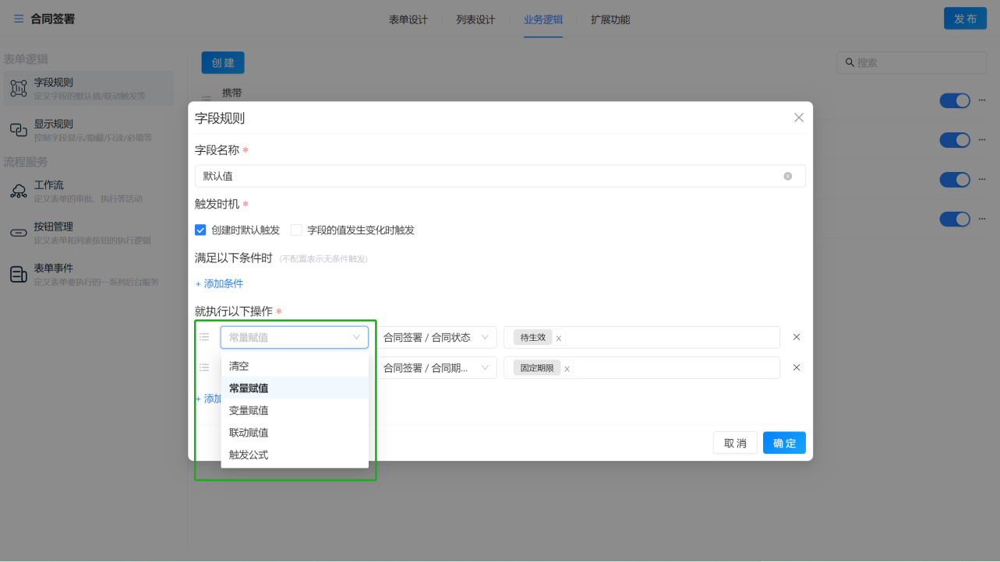 合同签署
表单设计 列表设计 业务逻辑 扩展功能
发布
表单逻辑
字段规则
定义字段的默认值/联动触发等
显示规则
控制字段显示/隐藏/只读/必填等
流程服务
工作流
定义表单的审批、执行等活动
按钮管理
定义表单和列表按钮的执行逻辑
表单事件
定义表单要执行的一系列后台服务
创建
搜索
携带
字段规则
字段名称 *
默认值
触发时机 *
创建时默认触发 字段的值发生变化时触发
满足以下条件时 (不配置表示无条件触发)
+ 添加条件
就执行以下操作 *
常量赋值 合同签署 / 合同状态 待生效 x
合同签署 / 合同期... 固定期限 x
+ 添加
清空
常量赋值
变量赋值
联动赋值
触发公式
取消 确定